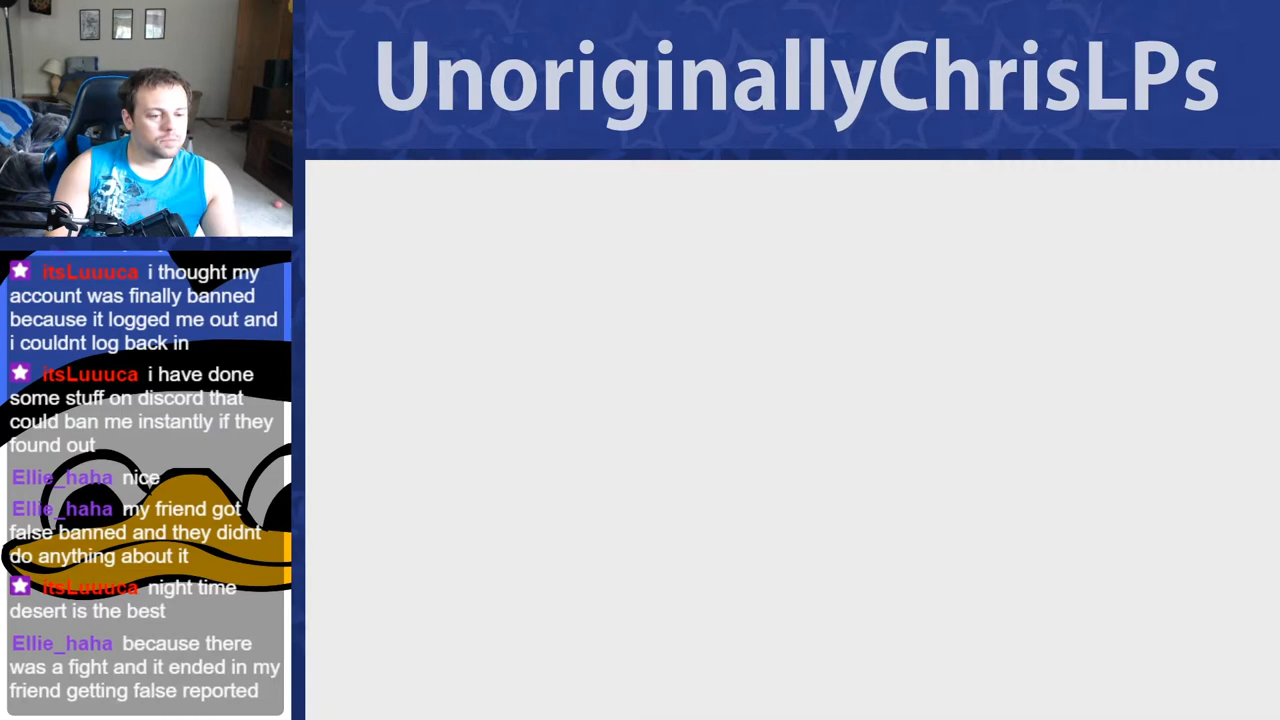 UnoriginallyChrisLPs
itsLuuuca i thought my
account was finally banned
because it logged me out and
i couldnt log back in
itsLuuuca i have done
some stuff on discord that
could ban me instantly if they
found out
Ellie_haha nice
Ellie_haha my friend got
false banned and they didnt
do anything about it
itsLuuuca night time
desert is the best
Ellie_haha because there
was a fight and it ended in my
friend getting false reported